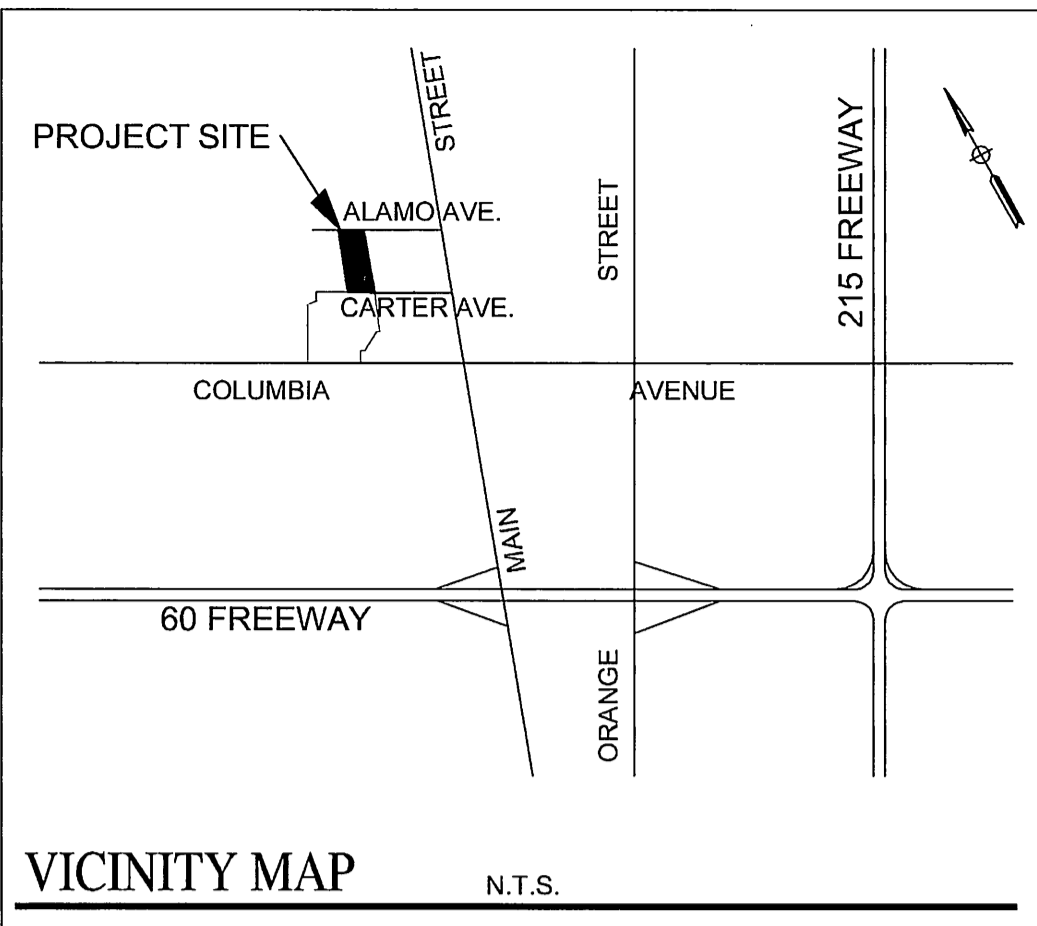 STREET
PROJECT SITE
215 FREEWAY
ALAMO AVE.
STREET
CARTER AVE.
COLUMBIA AVENUE
MAIN
60 FREEWAY
ORANGE
VICINITY MAP
N.T.S.